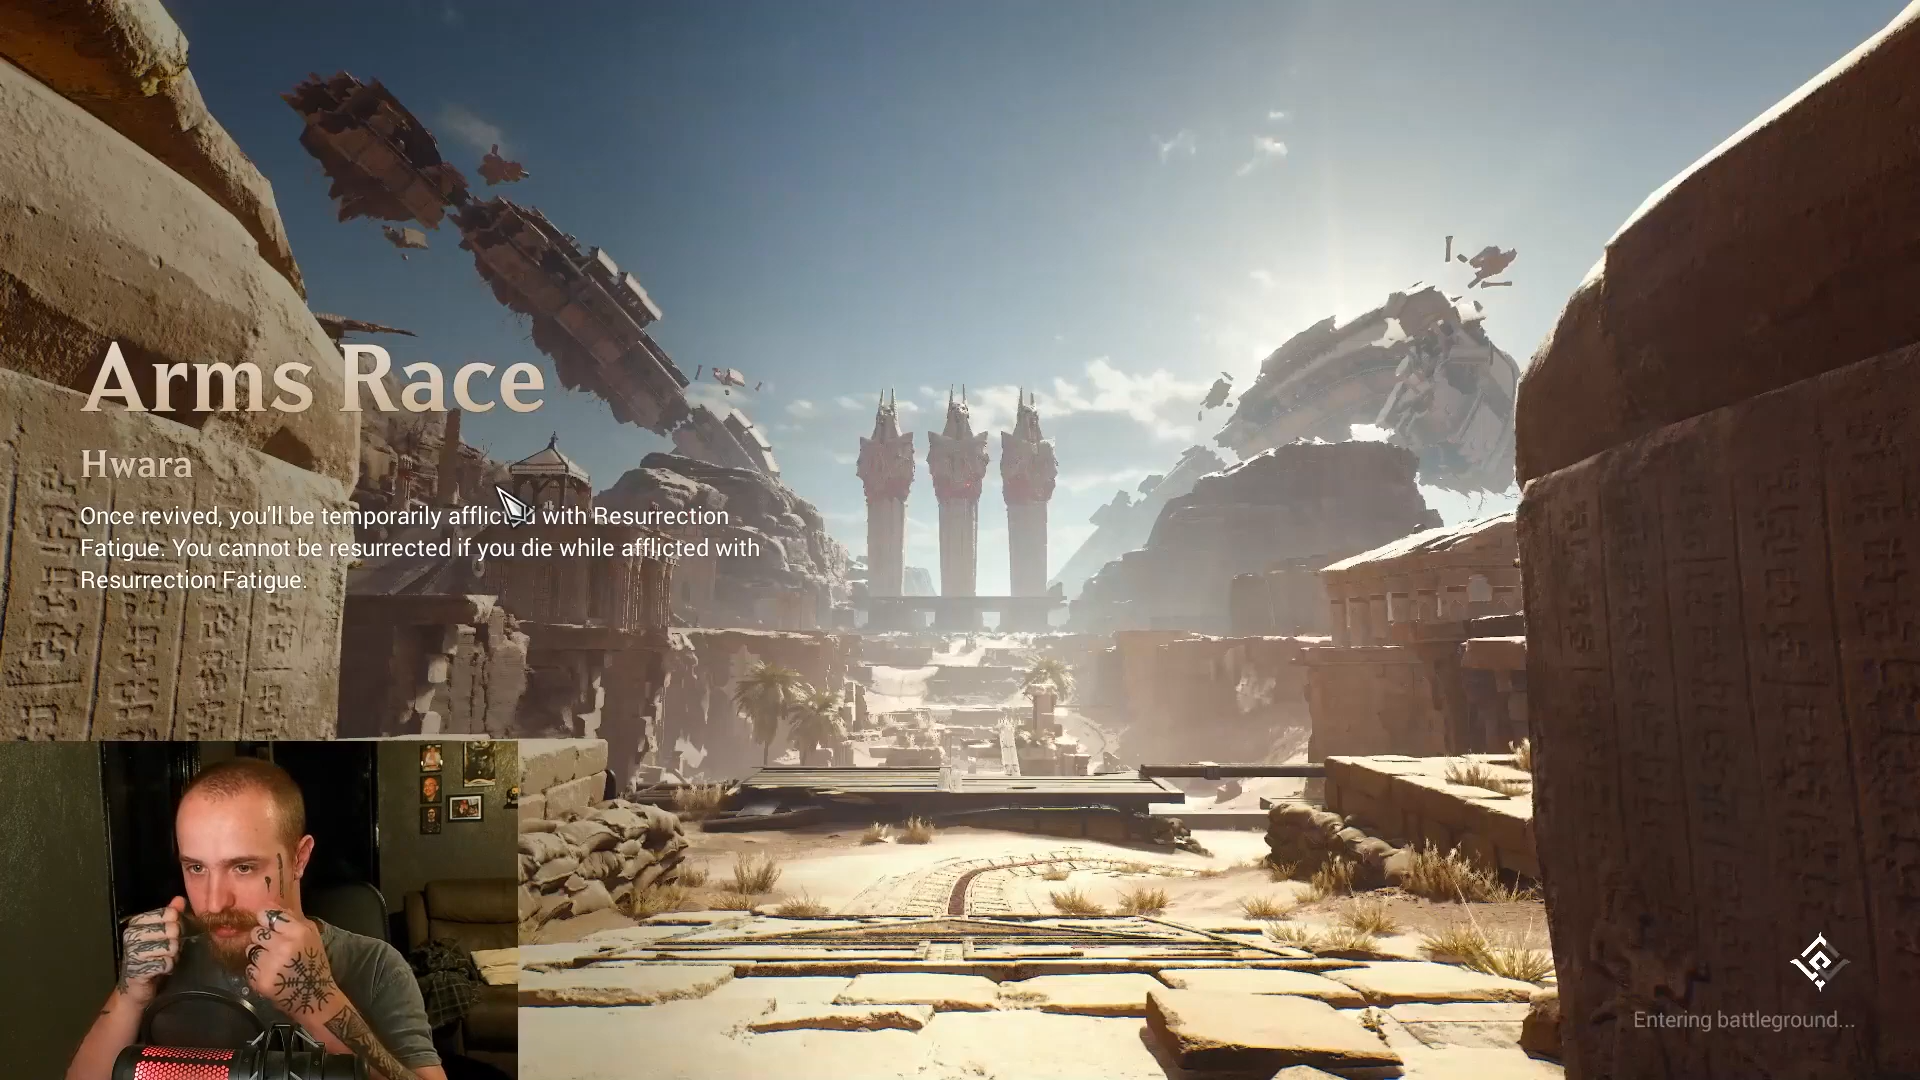 Arms Race
Hwara
Once revived, you'll be temporarily afflicted with Resurrection
Fatigue. You cannot be resurrected if you die while afflicted with
Resurrection Fatigue.
Entering battleground...